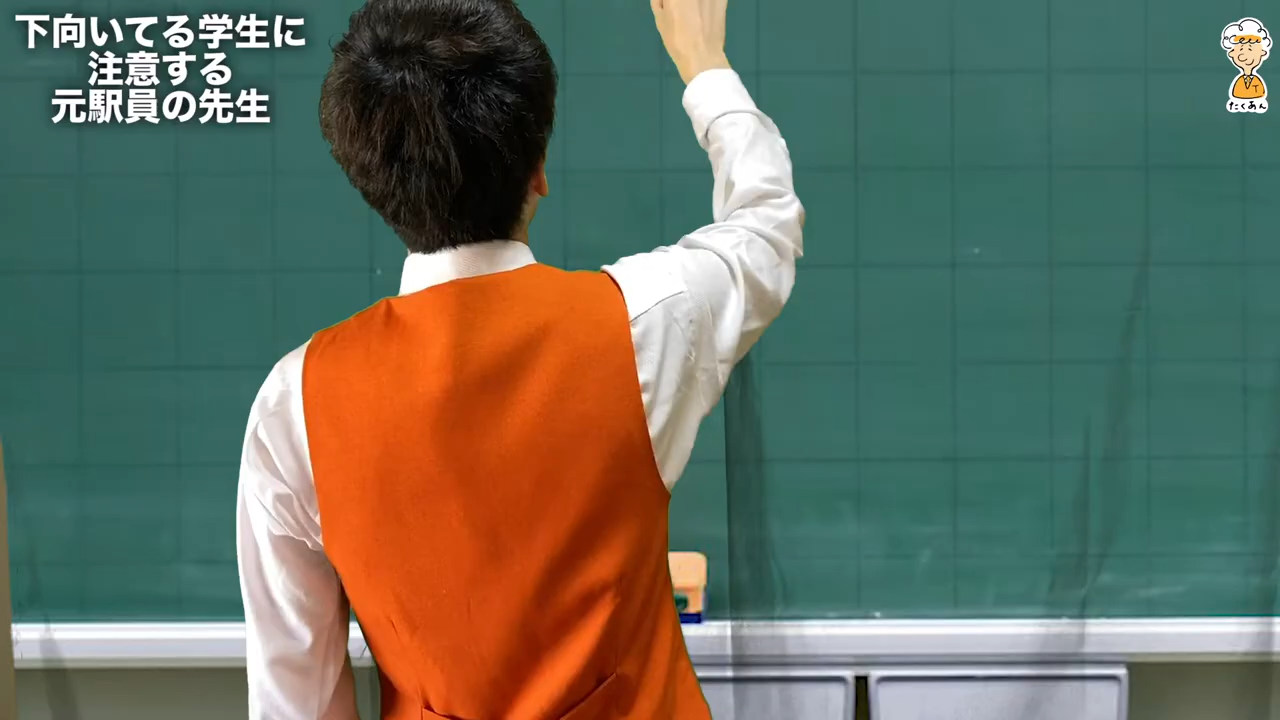 下向いてる学生に
注意する
元駅員の先生
たくあん